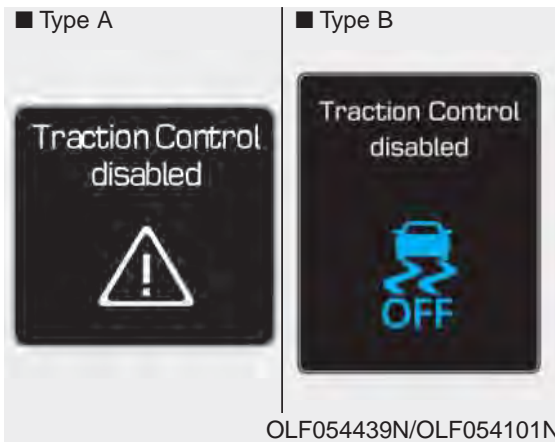 ■ Type A
Traction Control
disabled
■ Type B
Traction Control
disabled
OFF
OLF054439N/OLF054101N